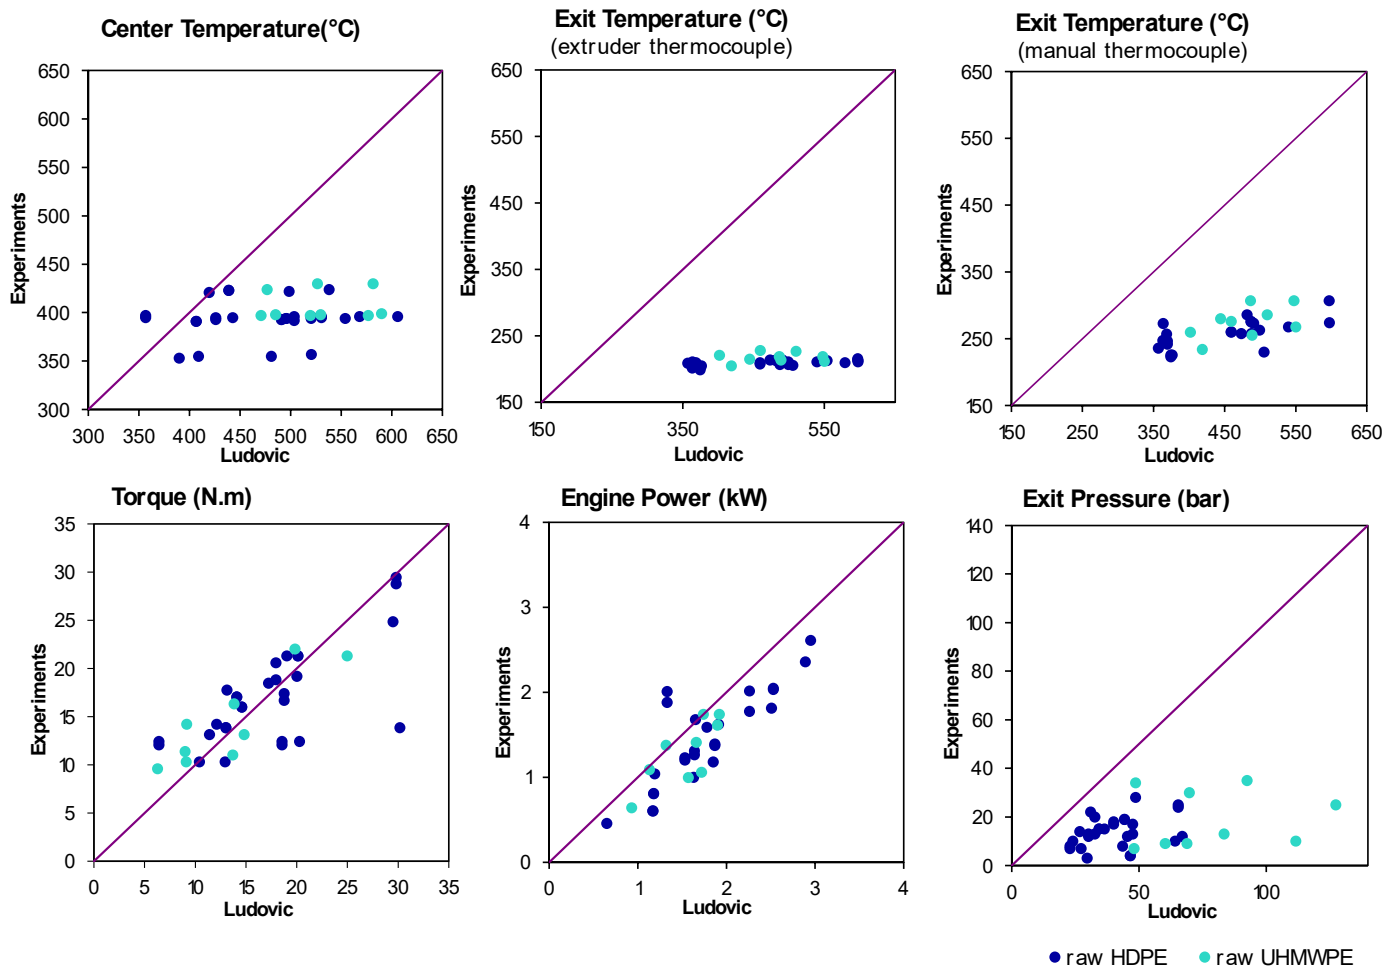 Center Temperature(°C)
650
600
550
500
450
400
350
300
Experiments
300 350 400 450 500 550 600 650
Ludovic
Exit Temperature (°C)
(extruder thermocouple)
650
550
450
350
250
150
Experiments
150 350 550
Ludovic
Exit Temperature (°C)
(manual thermocouple)
650
550
450
350
250
150
Experiments
150 250 350 450 550 650
Ludovic
Torque (N.m)
35
30
25
20
15
10
5
0
Experiments
0 5 10 15 20 25 30 35
Ludovic
Engine Power (kW)
4
3
2
1
0
Experiments
0 1 2 3 4
Ludovic
Exit Pressure (bar)
140
120
100
80
60
40
20
0
Experiments
0 50 100
Ludovic
raw HDPE raw UHMWPE